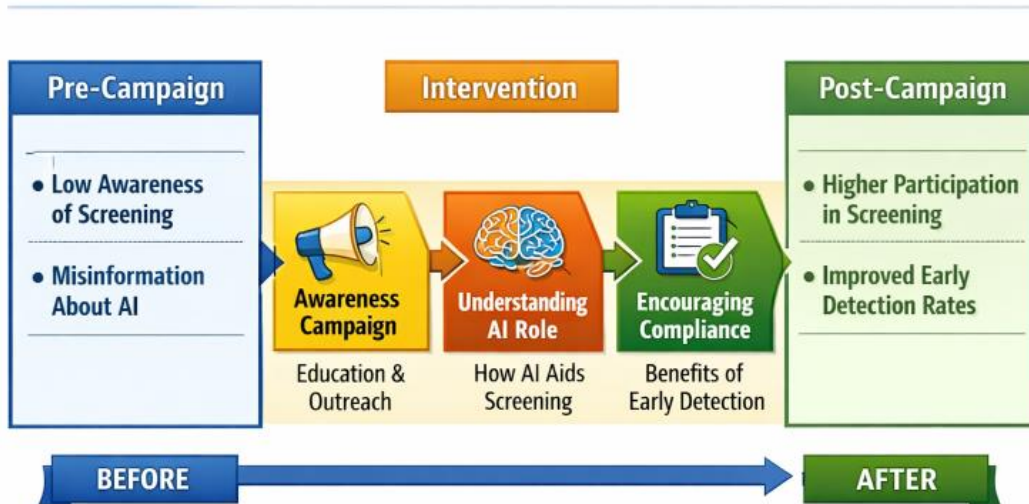 Pre-Campaign
• Low Awareness
of Screening
• Misinformation
About AI
Intervention
Awareness
Campaign
Education &
Outreach
Understanding
AI Role
How AI Aids
Screening
Encouraging
Compliance
Benefits of
Early Detection
Post-Campaign
• Higher Participation
in Screening
• Improved Early
Detection Rates
BEFORE
AFTER